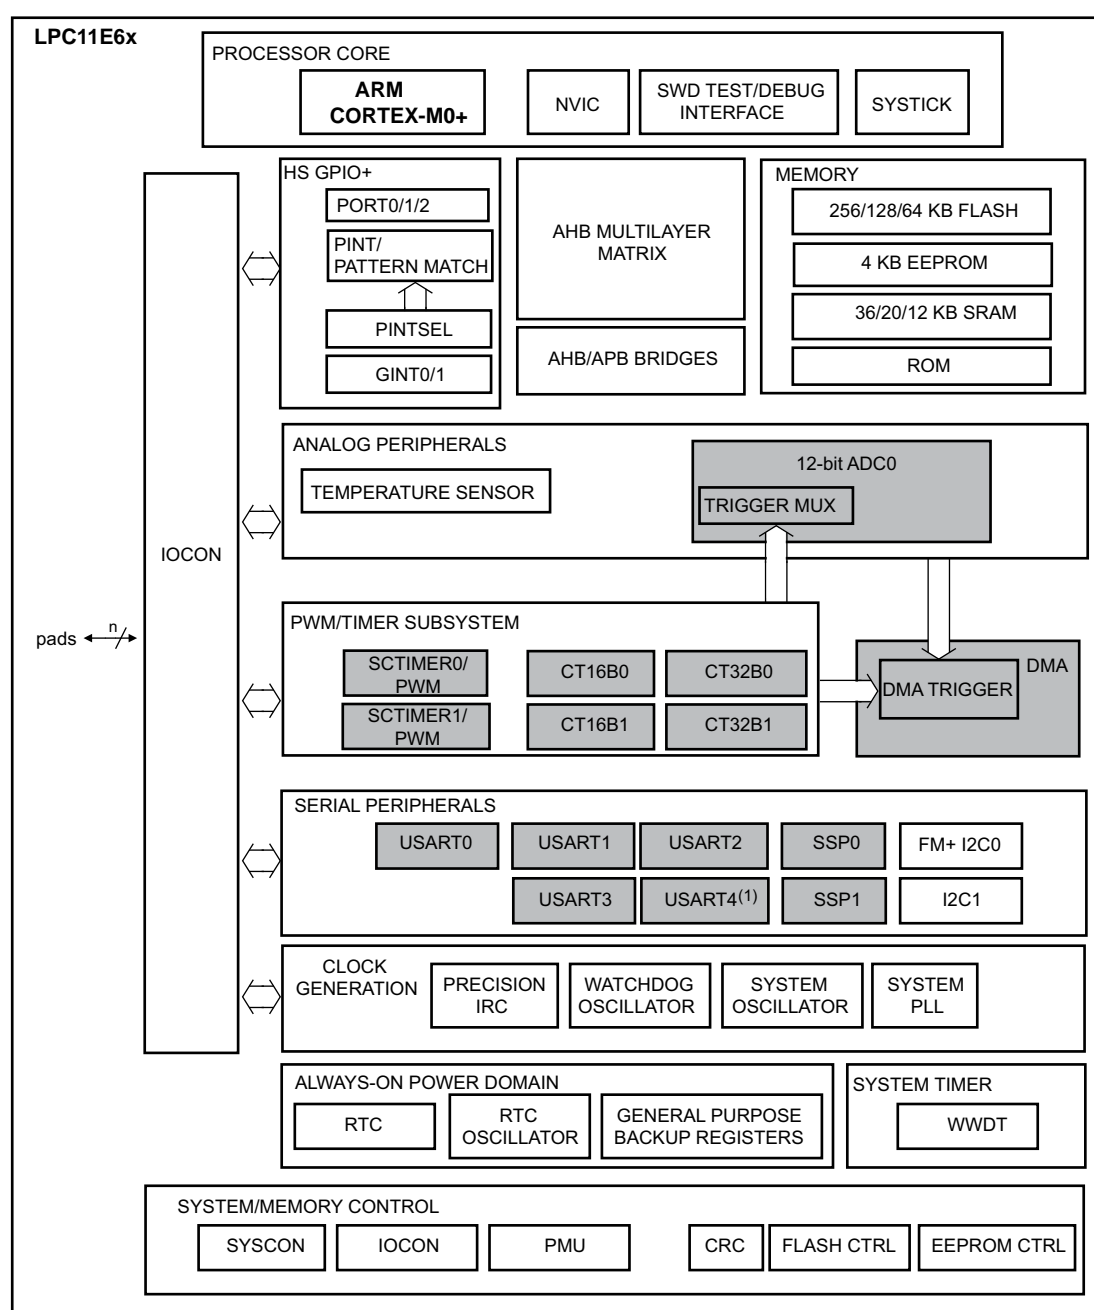 LPC11E6x
PROCESSOR CORE
ARM
CORTEX-M0+
NVIC
SWD TEST/DEBUG
INTERFACE
SYSTICK
HS GPIO+
PORT0/1/2
PINT/
PATTERN MATCH
PINTSEL
GINT0/1
AHB MULTILAYER
MATRIX
AHB/APB BRIDGES
MEMORY
256/128/64 KB FLASH
4 KB EEPROM
36/20/12 KB SRAM
ROM
IOCON
pads
n
ANALOG PERIPHERALS
TEMPERATURE SENSOR
12-bit ADC0
TRIGGER MUX
PWM/TIMER SUBSYSTEM
SCTIMER0/
PWM
CT16B0
CT32B0
SCTIMER1/
PWM
CT16B1
CT32B1
DMA
DMA TRIGGER
SERIAL PERIPHERALS
USART0
USART1
USART2
SSP0
FM+ I2C0
USART3
USART4(1)
SSP1
I2C1
CLOCK
GENERATION
PRECISION
IRC
WATCHDOG
OSCILLATOR
SYSTEM
OSCILLATOR
SYSTEM
PLL
ALWAYS-ON POWER DOMAIN
RTC
RTC
OSCILLATOR
GENERAL PURPOSE
BACKUP REGISTERS
SYSTEM TIMER
WWDT
SYSTEM/MEMORY CONTROL
SYSCON
IOCON
PMU
CRC
FLASH CTRL
EEPROM CTRL